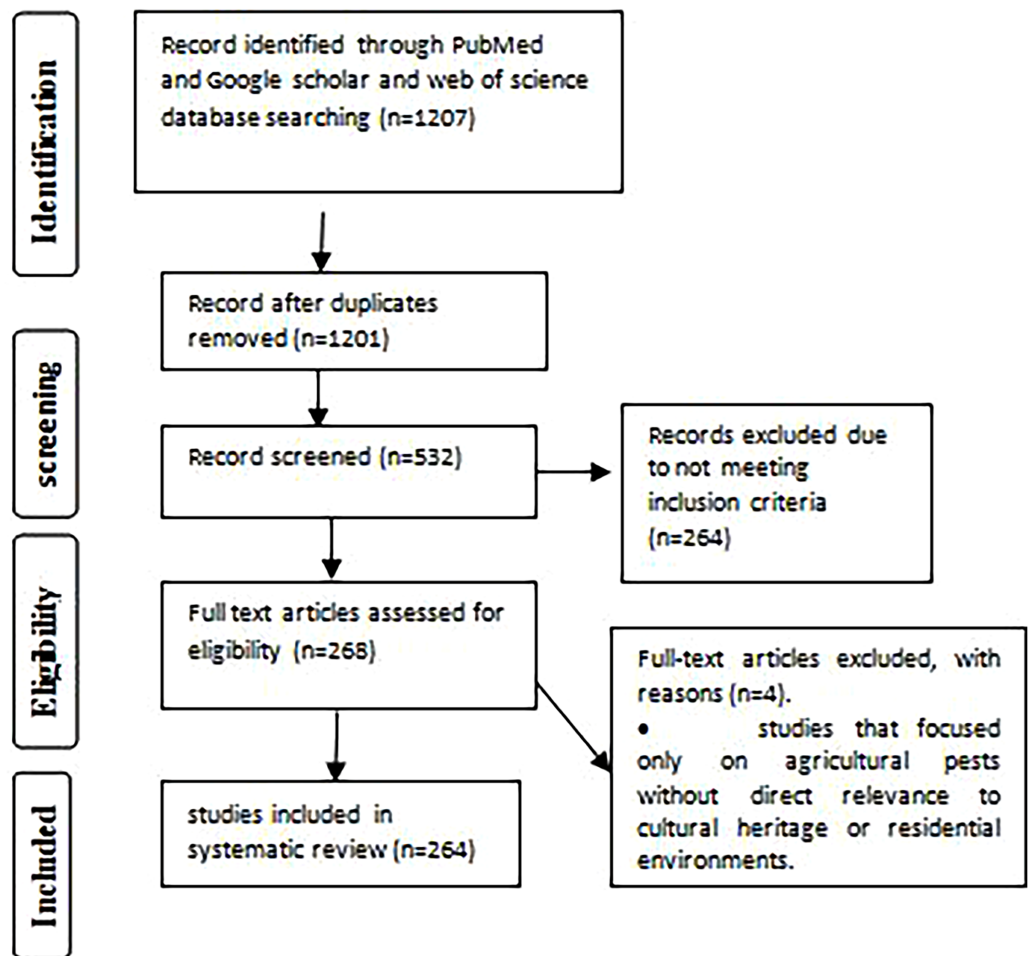 Identification
Record identified through PubMed
and Google scholar and web of science
database searching (n=1207)
Record after duplicates
removed (n=1201)
screening
Record screened (n=532)
Records excluded due
to not meeting
inclusion criteria
(n=264)
Eligibility
Full text articles assessed for
eligibility (n=268)
Full-text articles excluded, with
reasons (n=4).
• studies that focused
only on agricultural pests
without direct relevance to
cultural heritage or residential
environments.
Included
studies included in
systematic review (n=264)